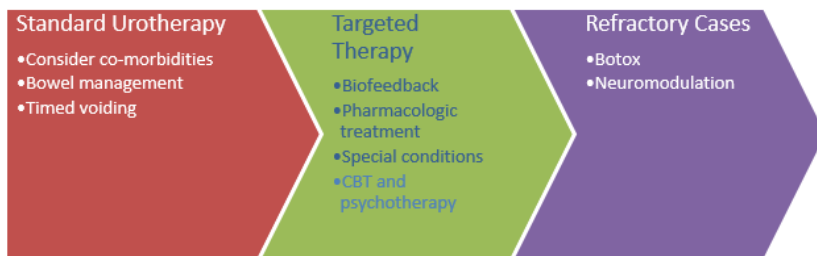 Standard Urotherapy
•Consider co-morbidities
•Bowel management
•Timed voiding
Targeted
Therapy
•Biofeedback
•Pharmacologic
treatment
•Special conditions
•CBT and
psychotherapy
Refractory Cases
•Botox
•Neuromodulation